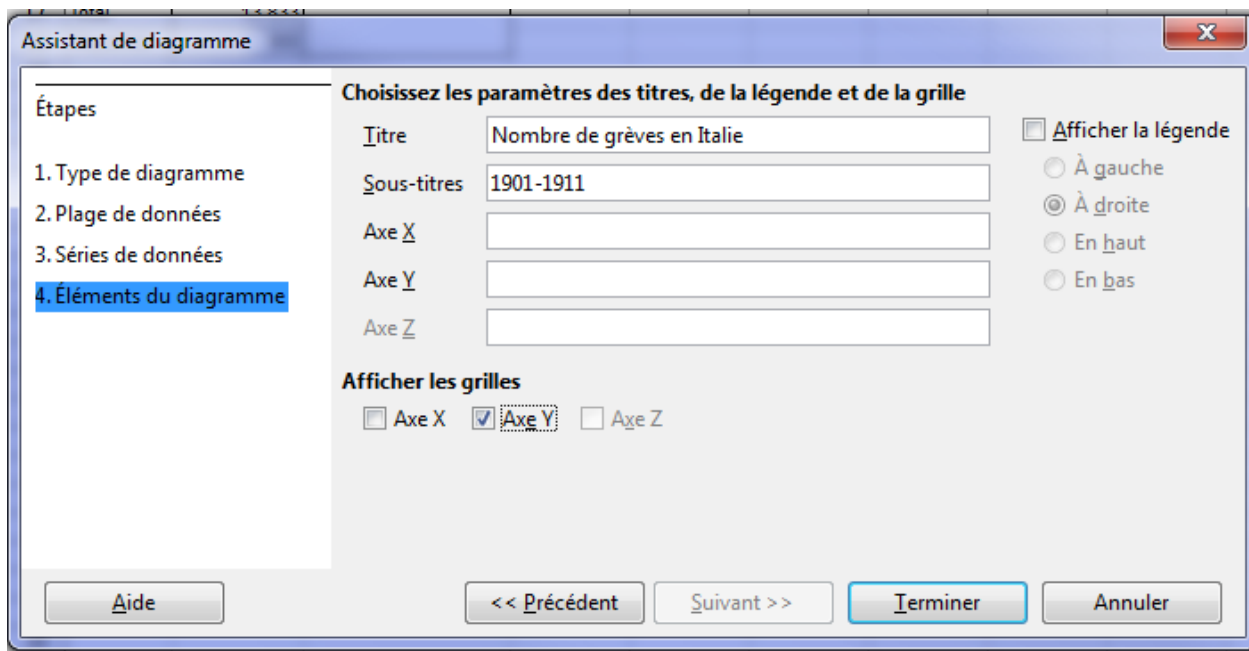 Total 13 833
Assistant de diagramme
Étapes
1. Type de diagramme
2. Plage de données
3. Séries de données
4. Éléments du diagramme
Choisissez les paramètres des titres, de la légende et de la grille
Titre Nombre de grèves en Italie
Sous-titres 1901-1911
Axe X
Axe Y
Axe Z
Afficher la légende
À gauche
À droite
En haut
En bas
Afficher les grilles
Axe X Axe Y Axe Z
Aide << Précédent Suivant >> Terminer Annuler